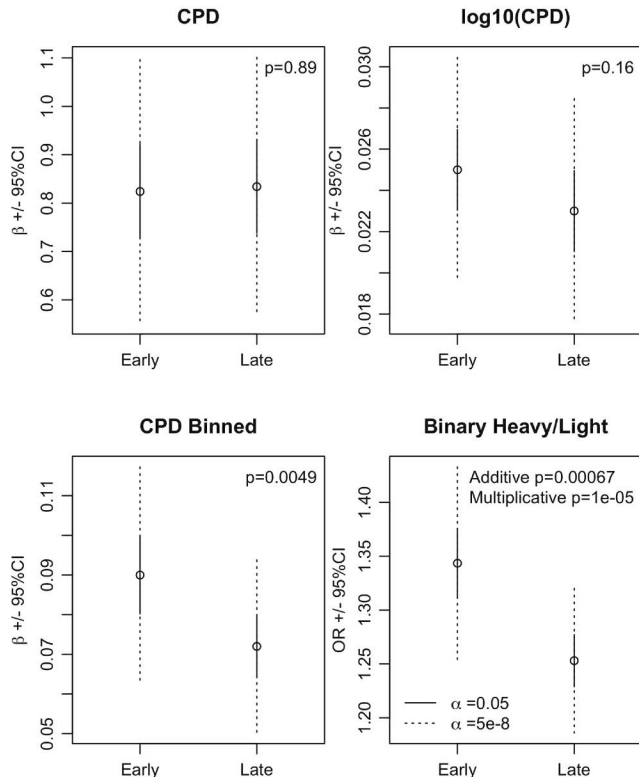 CPD
p=0.89
β +/- 95%CI
1.1
1.0
0.9
0.8
0.7
0.6
Early
Late
log10(CPD)
p=0.16
β +/- 95%CI
0.030
0.026
0.022
0.018
Early
Late
CPD Binned
p=0.0049
β +/- 95%CI
0.11
0.09
0.07
0.05
Early
Late
Binary Heavy/Light
Additive p=0.00067
Multiplicative p=1e-05
OR +/- 95%CI
1.40
1.35
1.30
1.25
1.20
α =0.05
α =5e-8
Early
Late